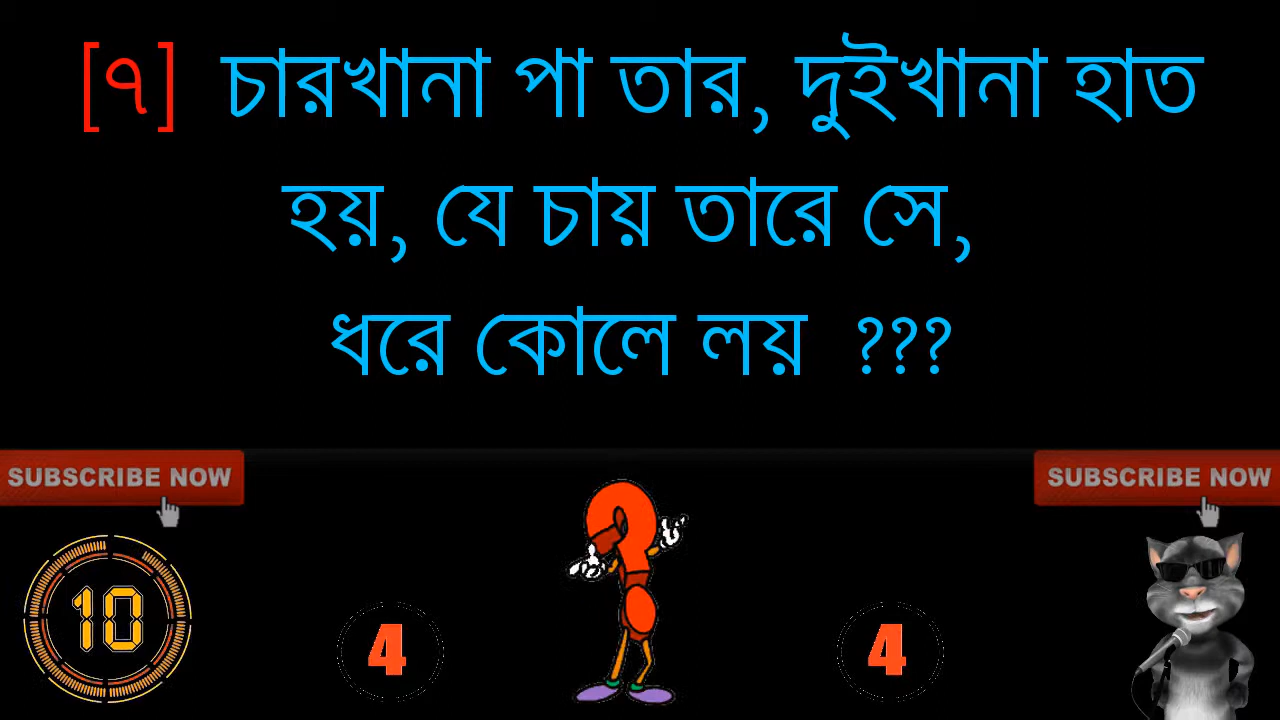 [৭] চারখানা পা তার, দুইখানা হাত
হয়, যে চায় তারে সে,
ধরে কোলে লয় ???
SUBSCRIBE NOW
SUBSCRIBE NOW
10
4
4